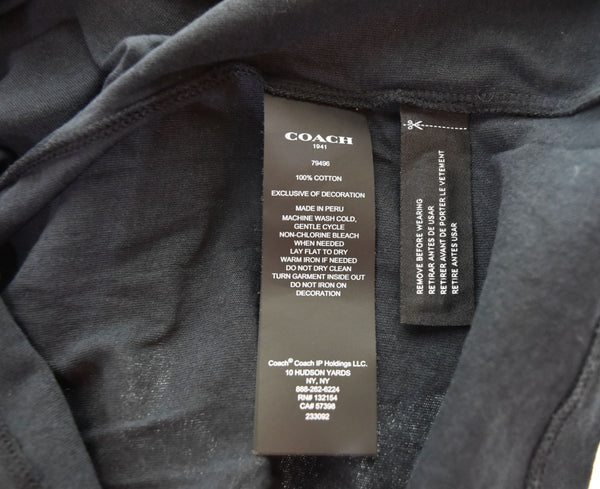 COACH
1941
79496
100% COTTON
EXCLUSIVE OF DECORATION
MADE IN PERU
MACHINE WASH COLD,
GENTLE CYCLE
NON-CHLORINE BLEACH
WHEN NEEDED
LAY FLAT TO DRY
WARM IRON IF NEEDED
DO NOT DRY CLEAN
TURN GARMENT INSIDE OUT
DO NOT IRON ON
DECORATION
Coach® Coach IP Holdings LLC.
10 HUDSON YARDS
NY, NY
888-262-6224
RN# 132154
CA# 57398
233092
REMOVE BEFORE WEARING
RETIRAR ANTES DE USAR
RETIRER AVANT DE PORTER LE VETEMENT
RETIRE ANTES USAR